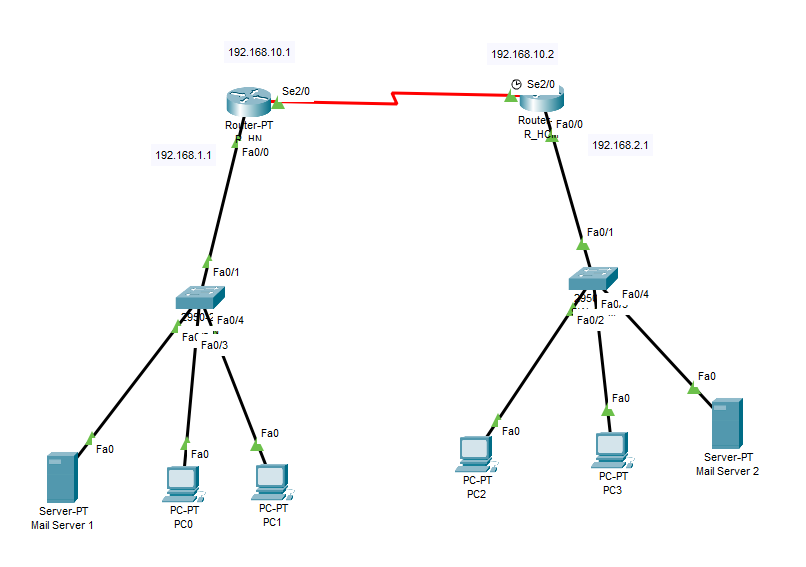 192.168.10.1
192.168.10.2
Se2/0
Se2/0
Router-PT
R_HN
Fa0/0
192.168.1.1
Fa0/0
192.168.2.1
Fa0/1
Fa0/1
Fa0/4
Fa0/3
Fa0/4
Fa0/2
Fa0
Fa0
Fa0
Fa0
Fa0
Fa0
Server-PT
Mail Server 1
PC-PT
PC0
PC-PT
PC1
PC-PT
PC2
PC-PT
PC3
Server-PT
Mail Server 2